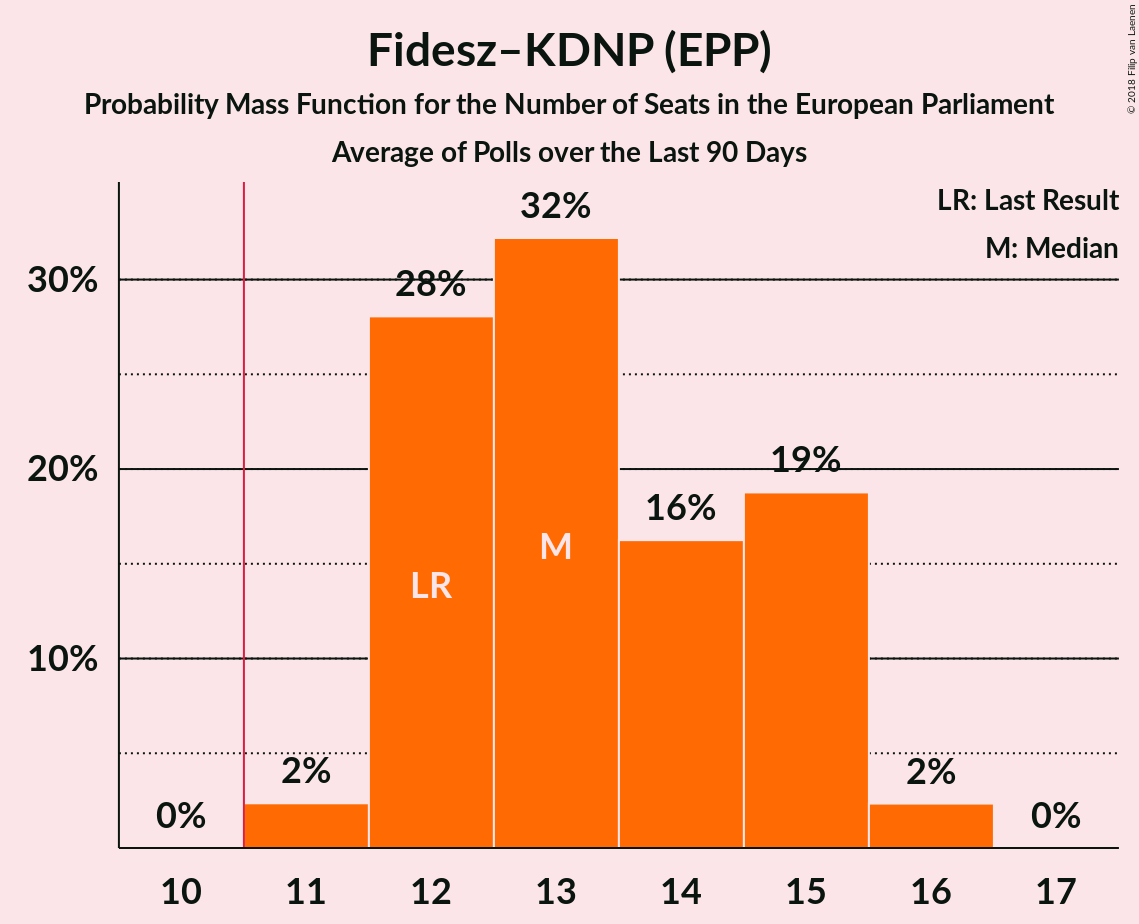 Fidesz–KDNP (EPP)
Probability Mass Function for the Number of Seats in the European Parliament
Average of Polls over the Last 90 Days
© 2018 Filip van Laenen
LR: Last Result
M: Median
30%
20%
10%
0%
2%
28%
32%
16%
19%
2%
0%
LR
M
10 11 12 13 14 15 16 17